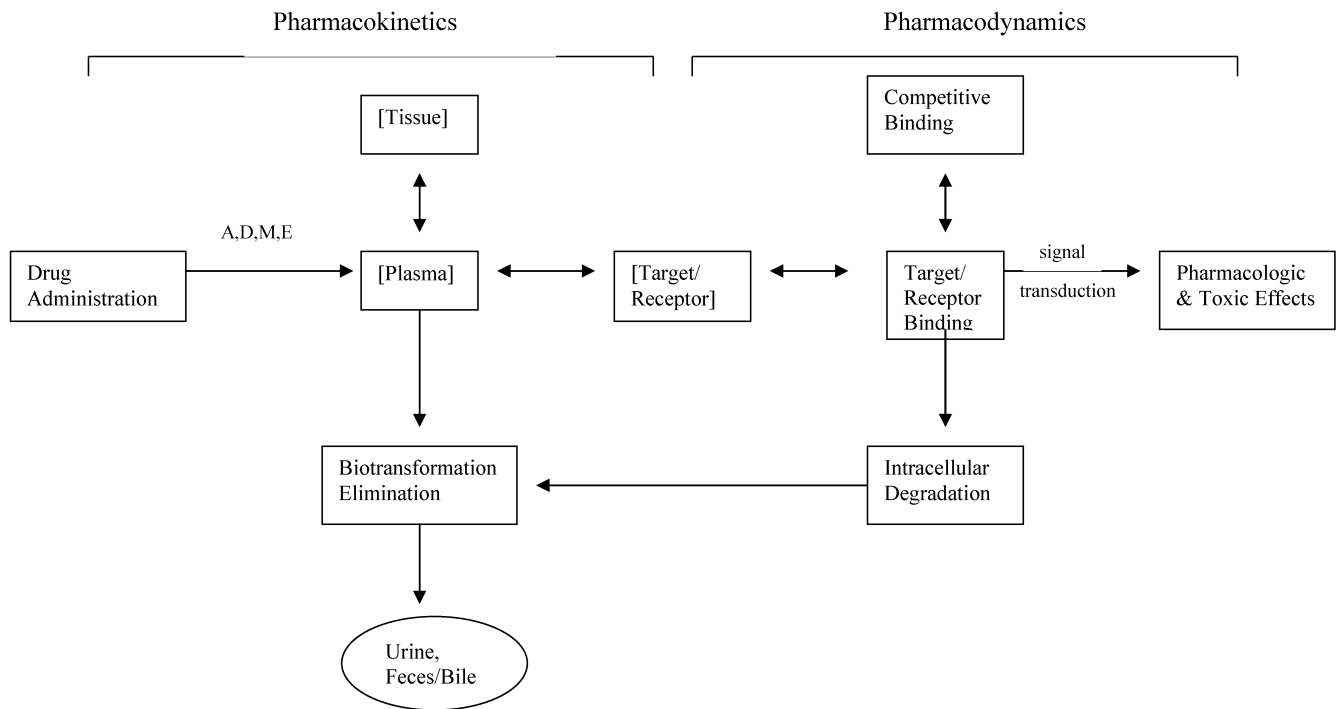 Pharmacokinetics
Pharmacodynamics
[Tissue]
Competitive
Binding
A,D,M,E
Drug
Administration
[Plasma]
[Target/
Receptor]
Target/
Receptor
Binding
signal
transduction
Pharmacologic
& Toxic Effects
Biotransformation
Elimination
Intracellular
Degradation
Urine,
Feces/Bile